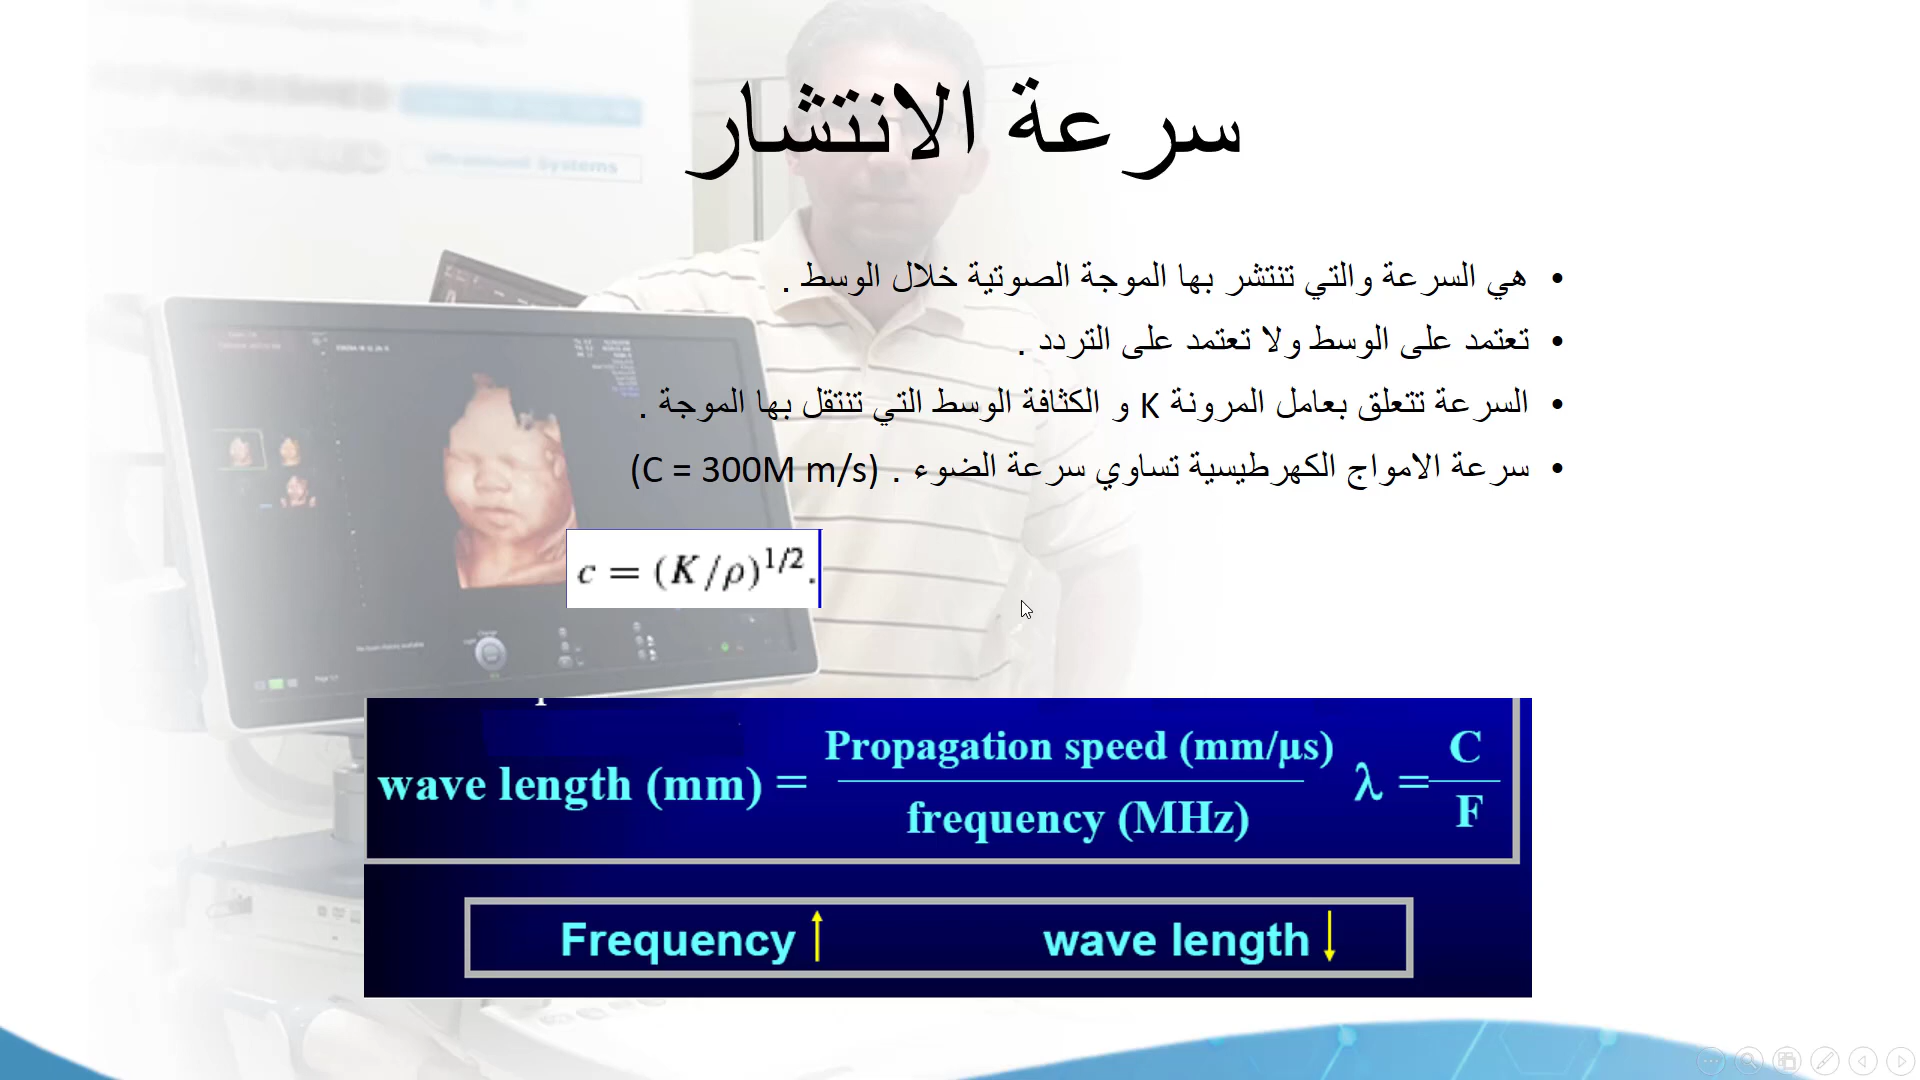 Ultrasound Systems
سرعة الانتشار
• هي السرعة والتي تنتشر بها الموجة الصوتية خلال الوسط .
• تعتمد على الوسط ولا تعتمد على التردد .
• السرعة تتعلق بعامل المرونة K و الكثافة الوسط التي تنتقل بها الموجة .
• سرعة الامواج الكهرطيسية تساوي سرعة الضوء . (C = 300M m/s)
c = (K/ρ)^1/2.
wave length (mm) = Propagation speed (mm/μs) / frequency (MHz) λ = C / F
Frequency ↑ wave length ↓